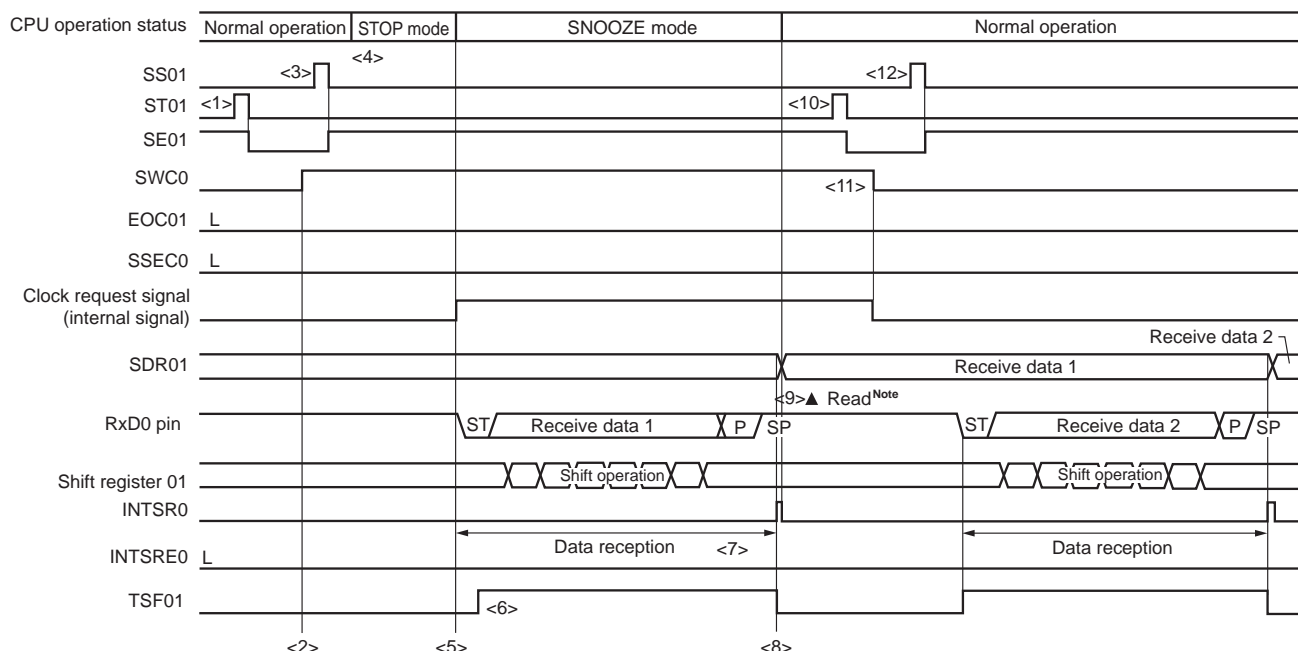 CPU operation status Normal operation STOP mode SNOOZE mode Normal operation
<4>
SS01 <3> <12>
ST01 <1> <10>
SE01
SWC0 <11>
EOC01 L
SSEC0 L
Clock request signal
(internal signal)
Receive data 2
SDR01 Receive data 1
<9>▲ Read Note
RxD0 pin ST Receive data 1 P SP ST Receive data 2 P SP
Shift register 01 Shift operation Shift operation
INTSR0
Data reception <7> Data reception
INTSRE0 L
TSF01 <6>
<2> <5> <8>